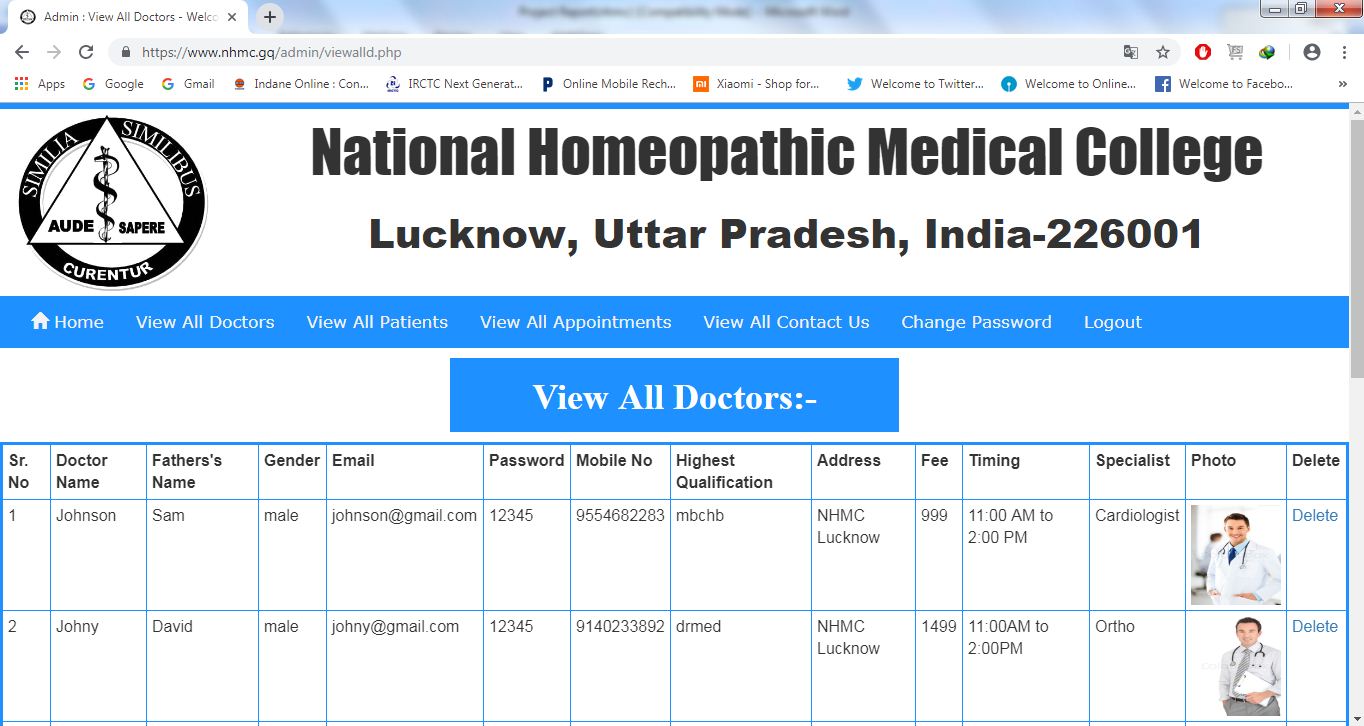 Admin : View All Doctors - Welco
https://www.nhmc.gq/admin/viewalld.php
Apps Google Gmail Indane Online : Con... IRCTC Next Generat... Online Mobile Rech... Xiaomi - Shop for... Welcome to Twitter... Welcome to Online... Welcome to Facebo...
SIMILIA SIMILIBUS
AUDE SAPERE
CURENTUR
National Homeopathic Medical College
Lucknow, Uttar Pradesh, India-226001
Home View All Doctors View All Patients View All Appointments View All Contact Us Change Password Logout
View All Doctors:-
Sr. No Doctor Name Fathers's Name Gender Email Password Mobile No Highest Qualification Address Fee Timing Specialist Photo Delete
1 Johnson Sam male johnson@gmail.com 12345 9554682283 mbchb NHMC Lucknow 999 11:00 AM to 2:00 PM Cardiologist Delete
2 Johny David male johny@gmail.com 12345 9140233892 drmed NHMC Lucknow 1499 11:00AM to 2:00PM Ortho Delete